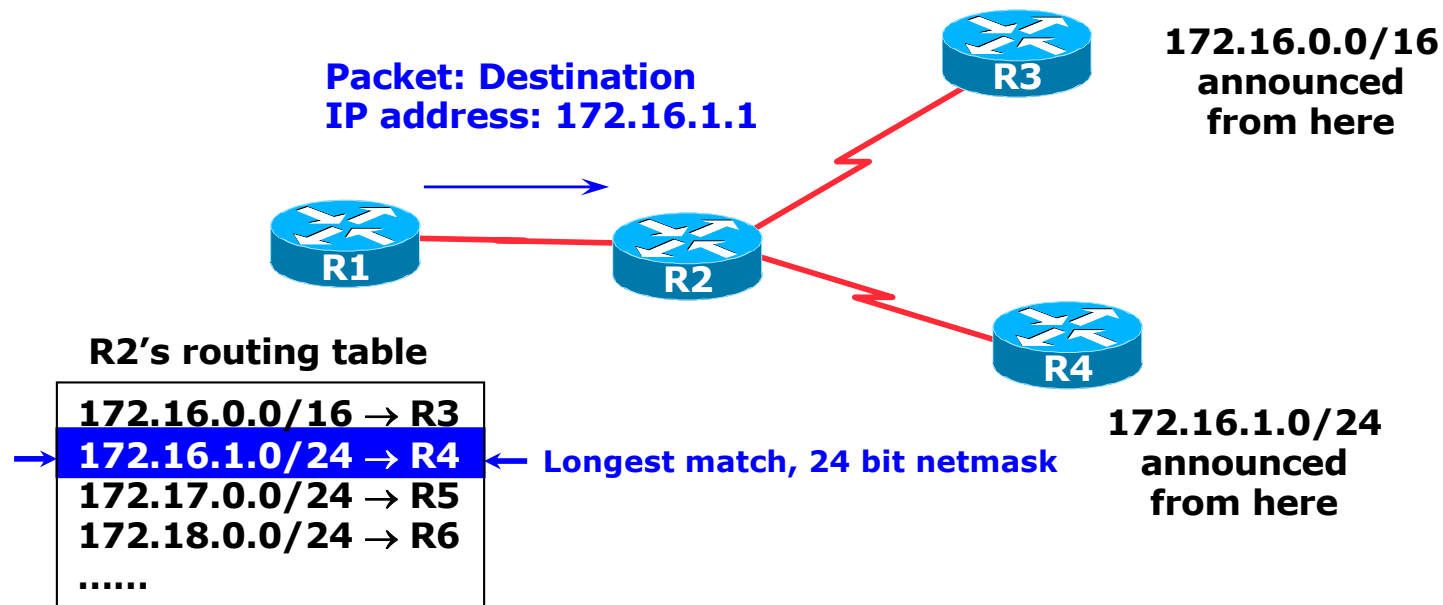 Packet: Destination
IP address: 172.16.1.1
R3
172.16.0.0/16
announced
from here
R1
R2
R4
172.16.1.0/24
announced
from here
R2’s routing table
172.16.0.0/16 → R3
172.16.1.0/24 → R4
172.17.0.0/24 → R5
172.18.0.0/24 → R6
......
Longest match, 24 bit netmask